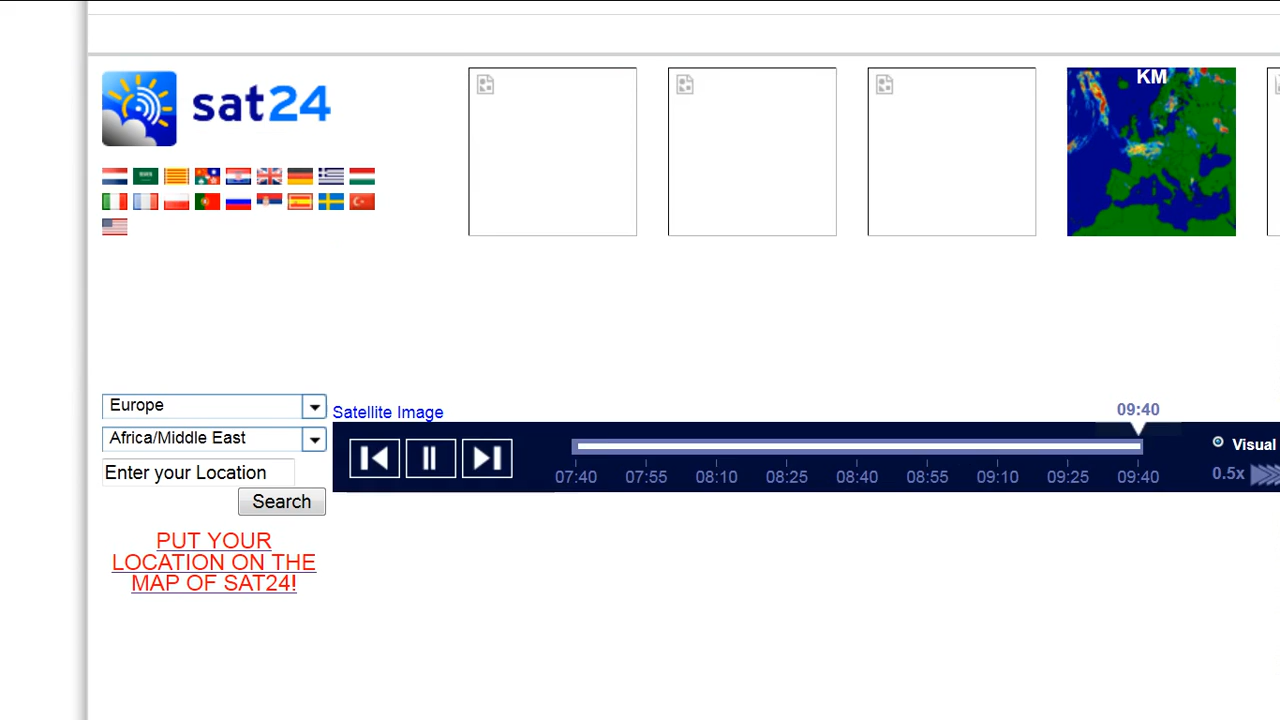 KM
sat24
Europe
Africa/Middle East
Enter your Location
Search
PUT YOUR
LOCATION ON THE
MAP OF SAT24!
Satellite Image
09:40
07:40 07:55 08:10 08:25 08:40 08:55 09:10 09:25 09:40
Visual
0.5x